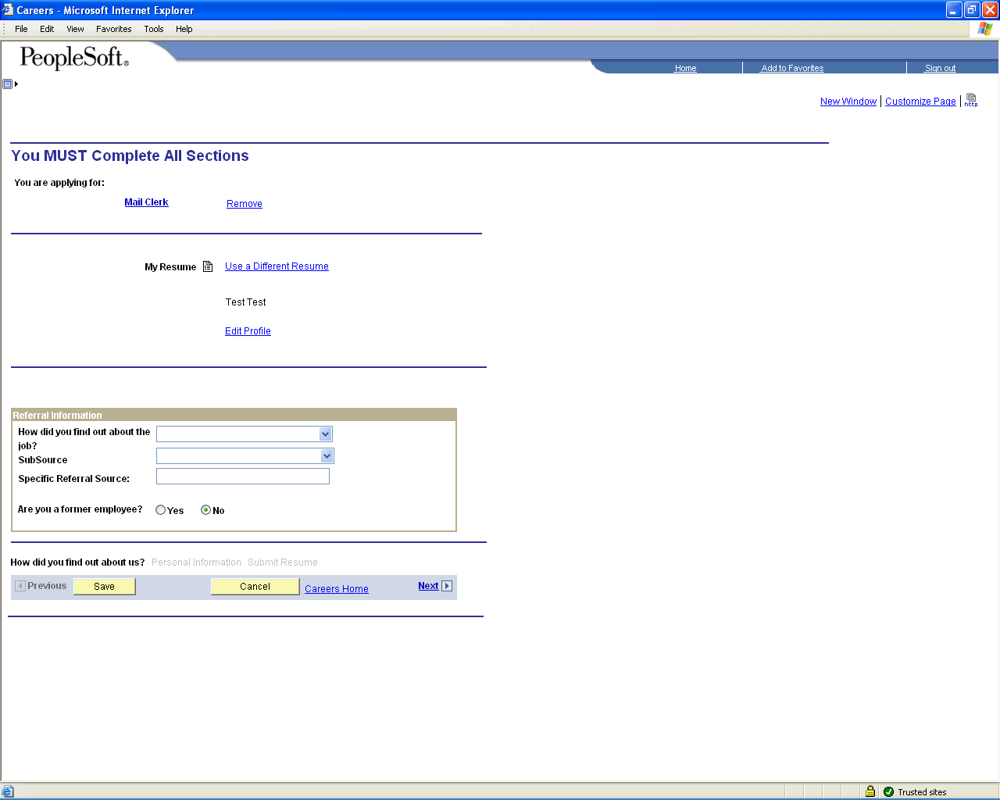 Careers - Microsoft Internet Explorer
File Edit View Favorites Tools Help
PeopleSoft®
Home Add to Favorites Sign out
New Window | Customize Page | http
You MUST Complete All Sections
You are applying for:
Mail Clerk Remove
My Resume Use a Different Resume
Test Test
Edit Profile
Referral Information
How did you find out about the
job?
SubSource
Specific Referral Source:
Are you a former employee? Yes No
How did you find out about us? Personal Information Submit Resume
Previous Save Cancel Careers Home Next
Trusted sites